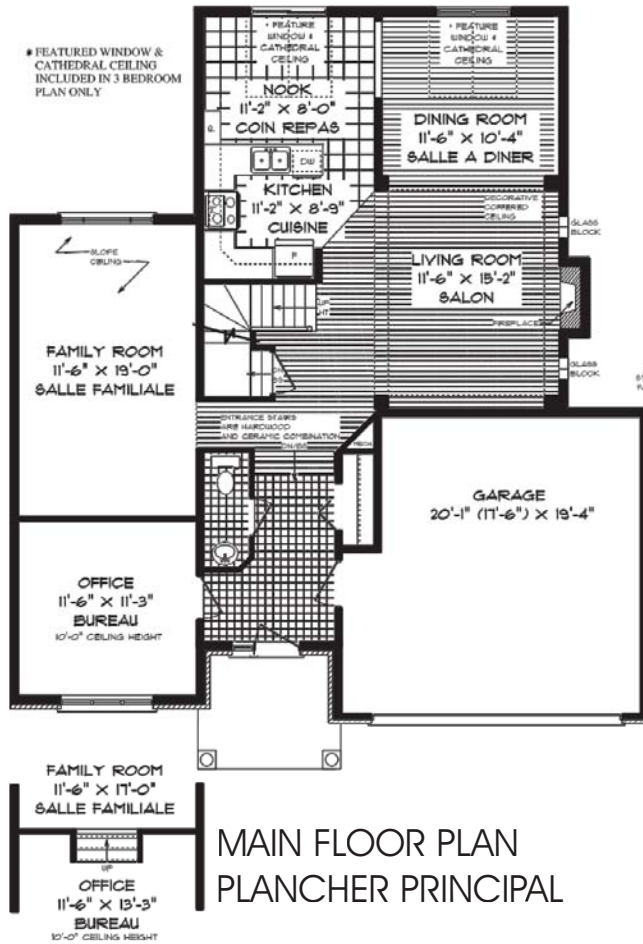 * FEATURED WINDOW &
CATHEDRAL CEILING
INCLUDED IN 3 BEDROOM
PLAN ONLY
* FEATURE
WINDOW &
CATHEDRAL
CEILING
* FEATURE
WINDOW &
CATHEDRAL
CEILING
NOOK
11'-2" X 8'-0"
COIN REPAS
DINING ROOM
11'-6" X 10'-4"
SALLE A DINER
DW
KITCHEN
11'-2" X 8'-9"
CUISINE
F
DECORATIVE
COFFERED
CEILING
GLASS
BLOCK
SLOPE
CEILING
LIVING ROOM
11'-6" X 15'-2"
SALON
UP
FIREPLACE
FAMILY ROOM
11'-6" X 19'-0"
SALLE FAMILIALE
GLASS
BLOCK
ENTRANCE STAIRS
ARE HARDWOOD
AND CERAMIC COMBINATION
GARAGE
20'-1" (17'-6") X 19'-4"
OFFICE
11'-6" X 11'-3"
BUREAU
10'-0" CEILING HEIGHT
FAMILY ROOM
11'-6" X 17'-0"
SALLE FAMILIALE
UP
OFFICE
11'-6" X 13'-3"
BUREAU
10'-0" CEILING HEIGHT
MAIN FLOOR PLAN
PLANCHER PRINCIPAL